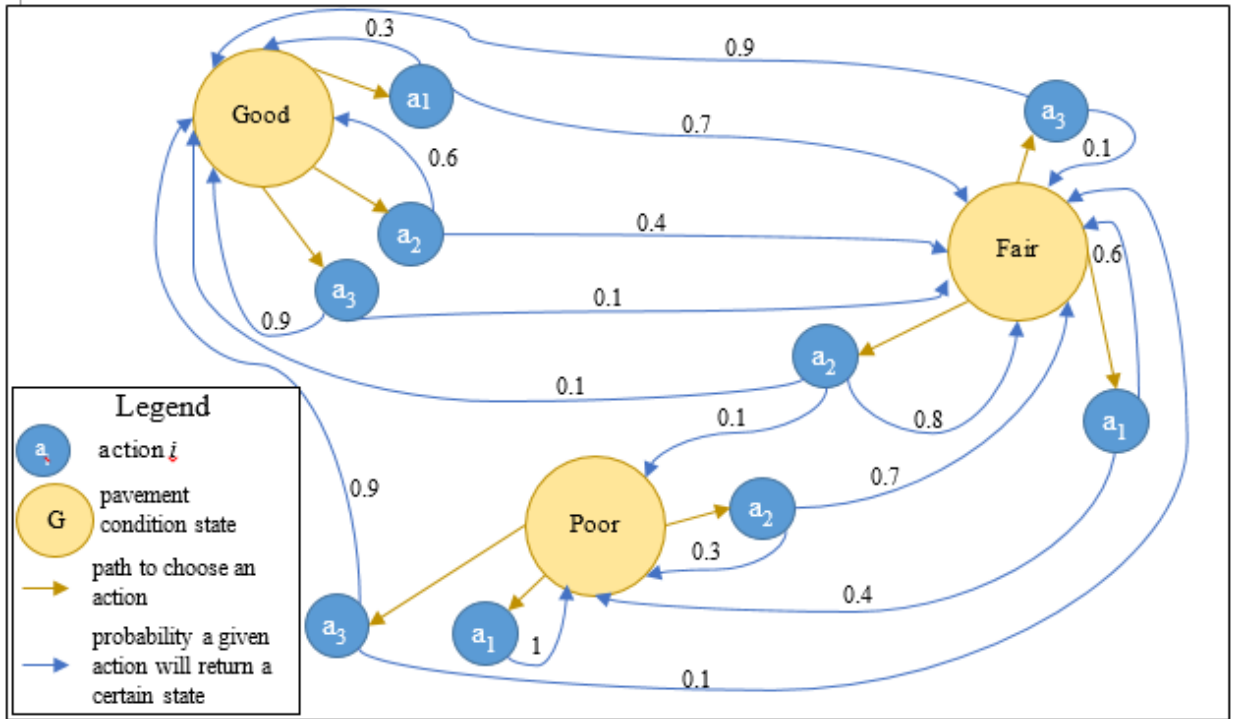 0.3
0.9
Good
a1
a3
0.7
0.1
0.6
a2
0.4
Fair
0.6
a3
0.1
0.9
a2
0.1
0.8
0.1
a1
0.7
Legend
action i
pavement
condition state
G
path to choose an
action
probability a given
action will return a
certain state
0.9
Poor
a2
0.3
0.4
a3
a1
1
0.1